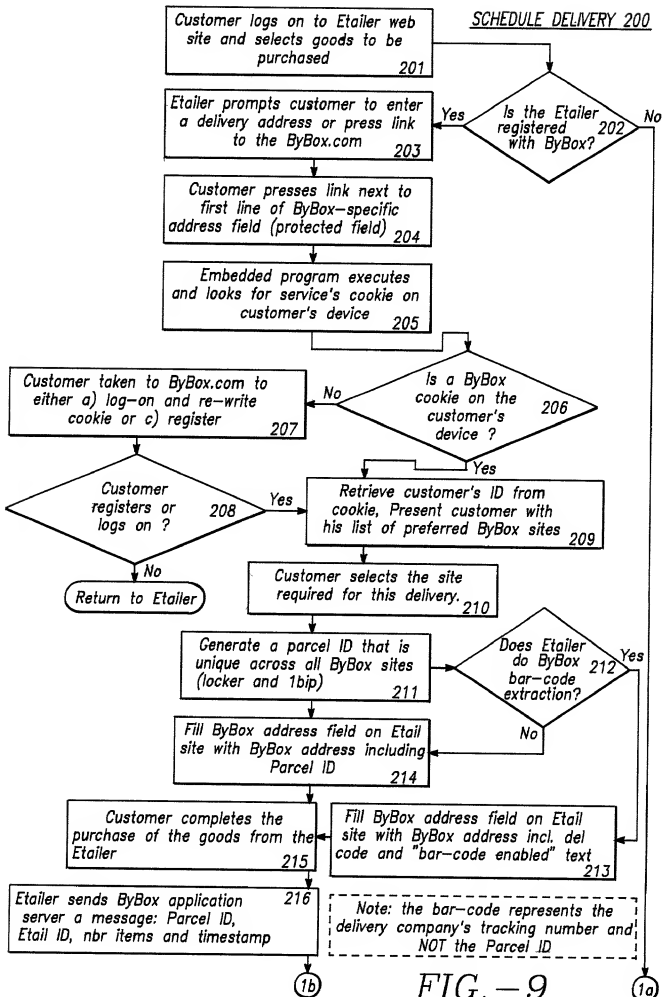 SCHEDULE DELIVERY 200
Customer logs on to Etailer web
site and selects goods to be
purchased
201
Is the Etailer
registered
with ByBox?
202
Yes
No
Etailer prompts customer to enter
a delivery address or press link
to the ByBox.com
203
Customer presses link next to
first line of ByBox-specific
address field (protected field)
204
Embedded program executes
and looks for service's cookie on
customer's device
205
Is a ByBox
cookie on the
customer's
device ?
206
No
Yes
Customer taken to ByBox.com to
either a) log-on and re-write
cookie or c) register
207
Customer
registers or
logs on ?
208
Yes
No
Return to Etailer
Retrieve customer's ID from
cookie, Present customer with
his list of preferred ByBox sites
209
Customer selects the site
required for this delivery.
210
Generate a parcel ID that is
unique across all ByBox sites
(locker and 1bip)
211
Does Etailer
do ByBox
bar-code
extraction?
212
Yes
No
Fill ByBox address field on Etail
site with ByBox address including
Parcel ID
214
Customer completes the
purchase of the goods from the
Etailer
215
Fill ByBox address field on Etail
site with ByBox address incl. del
code and "bar-code enabled" text
213
Etailer sends ByBox application
server a message: Parcel ID,
Etail ID, nbr items and timestamp
216
Note: the bar-code represents the
delivery company's tracking number and
NOT the Parcel ID
1b
FIG.-9
1a